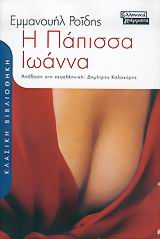 Ελληνικά
γράμματα
Εμμανουήλ Ροΐδης
Η Πάπισσα
Ιωάννα
Απόδοση στη νεοελληνική: Δημήτρης Καλοκύρης
ΚΛΑΣΙΚΗ ΒΙΒΛΙΟΘΗΚΗ